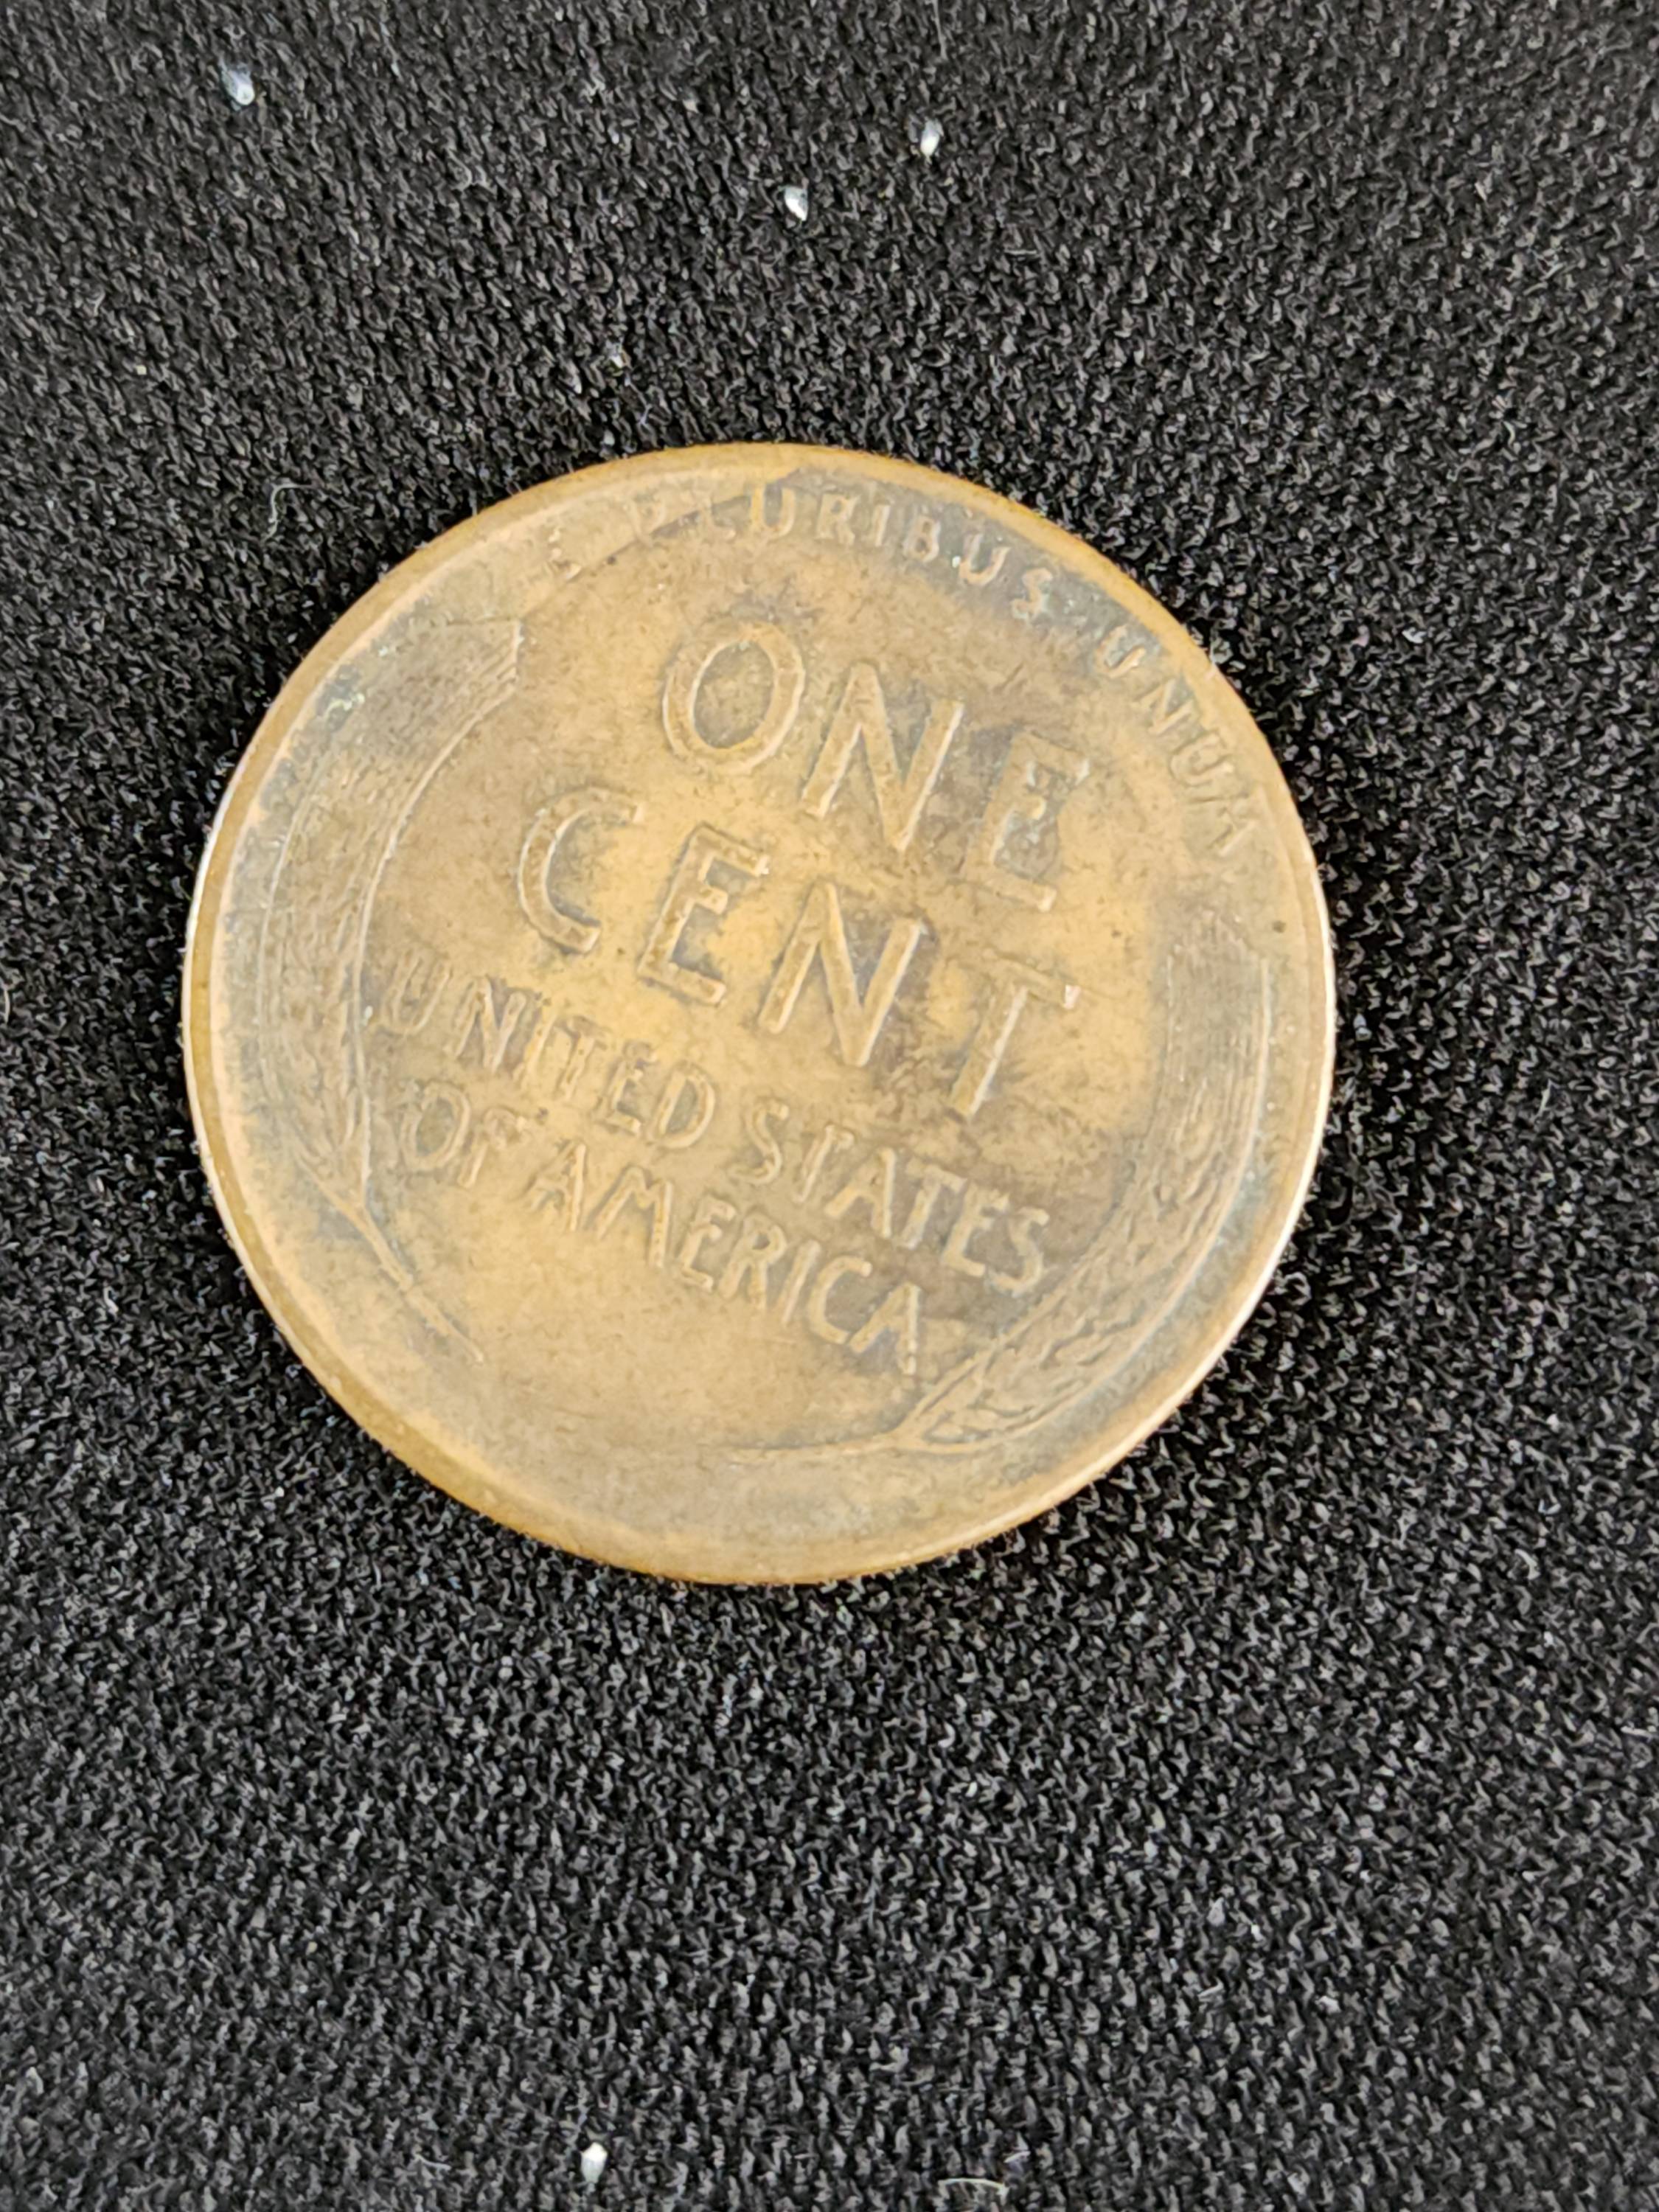 E PLURIBUS UNUM
ONE
CENT
UNITED STATES
OF AMERICA